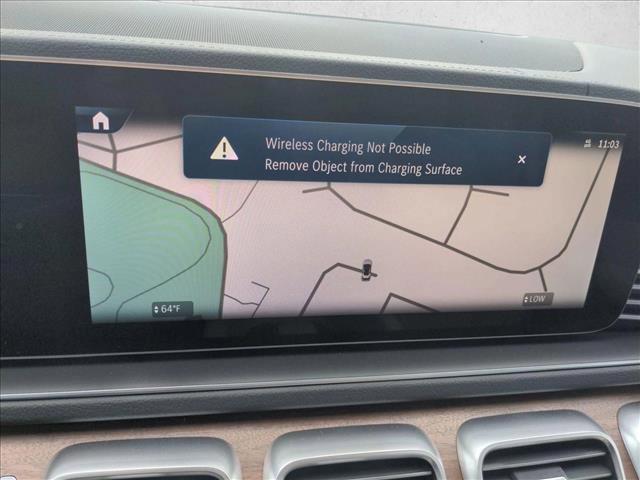 Wireless Charging Not Possible
Remove Object from Charging Surface
11:03
64°F
LOW